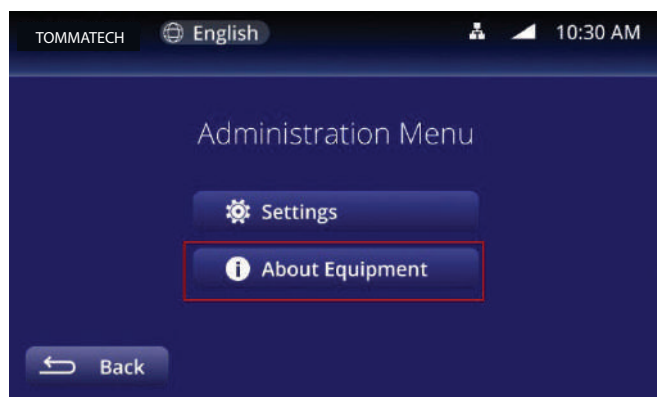 TOMMATECH English 10:30 AM
Administration Menu
Settings
About Equipment
Back